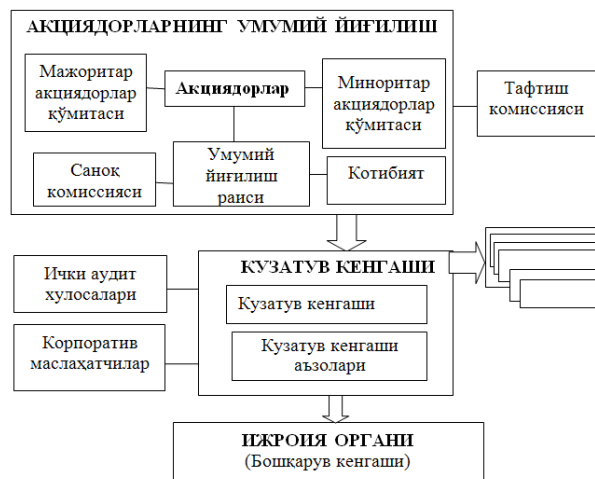 АКЦИЯДОРЛАРНИНГ УМУМИЙ ЙИҒИЛИШ
Мажоритар
акциядорлар
қўмитаси
Акциядорлар
Миноритар
акциядорлар
қўмитаси
Тафтиш
комиссияси
Саноқ
комиссияси
Умумий
йиғилиш
раиси
Котибият
Ички аудит
хулосалари
Корпоратив
маслаҳатчилар
КУЗАТУВ КЕНГАШИ
Кузатув кенгаши
Кузатув кенгаши
аъзолари
ИЖРОИЯ ОРГАНИ
(Бошқарув кенгаши)